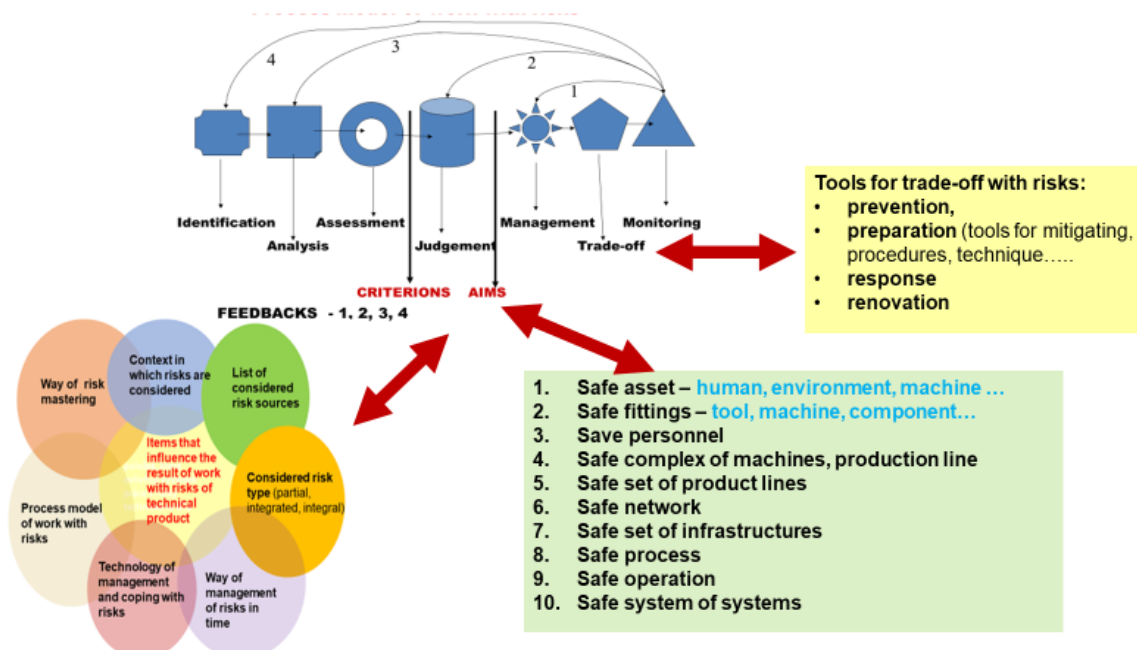 4
3
2
1
Identification
Analysis
Assessment
Judgement
Management
Trade-off
Monitoring
CRITERIONS AIMS
FEEDBACKS - 1, 2, 3, 4
Tools for trade-off with risks:
• prevention,
• preparation (tools for mitigating,
procedures, technique…..
• response
• renovation
Way of risk
mastering
Context in
which risks are
considered
List of
considered
risk sources
Items that
influence the
result of work
with risks of
technical
product
Considered risk
type (partial,
integrated, integral)
Process model
of work with
risks
Technology of
management
and coping with
risks
Way of
management
of risks in
time
1. Safe asset – human, environment, machine …
2. Safe fittings – tool, machine, component…
3. Save personnel
4. Safe complex of machines, production line
5. Safe set of product lines
6. Safe network
7. Safe set of infrastructures
8. Safe process
9. Safe operation
10. Safe system of systems